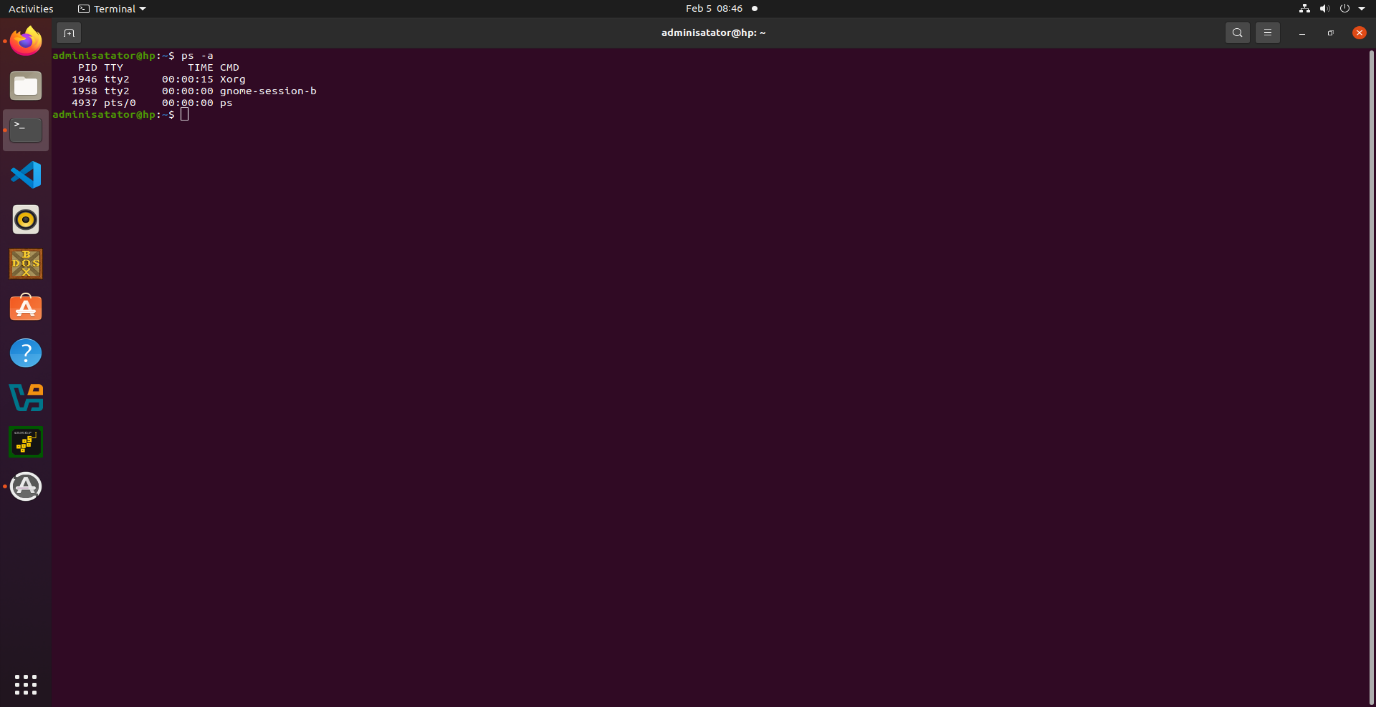 Activities
Terminal
Feb 5 08:46
adminisatator@hp: ~
adminisatator@hp:~$ ps -a
PID TTY TIME CMD
1946 tty2 00:00:15 Xorg
1958 tty2 00:00:00 gnome-session-b
4937 pts/0 00:00:00 ps
adminisatator@hp:~$
>_
B
DOS
X
?